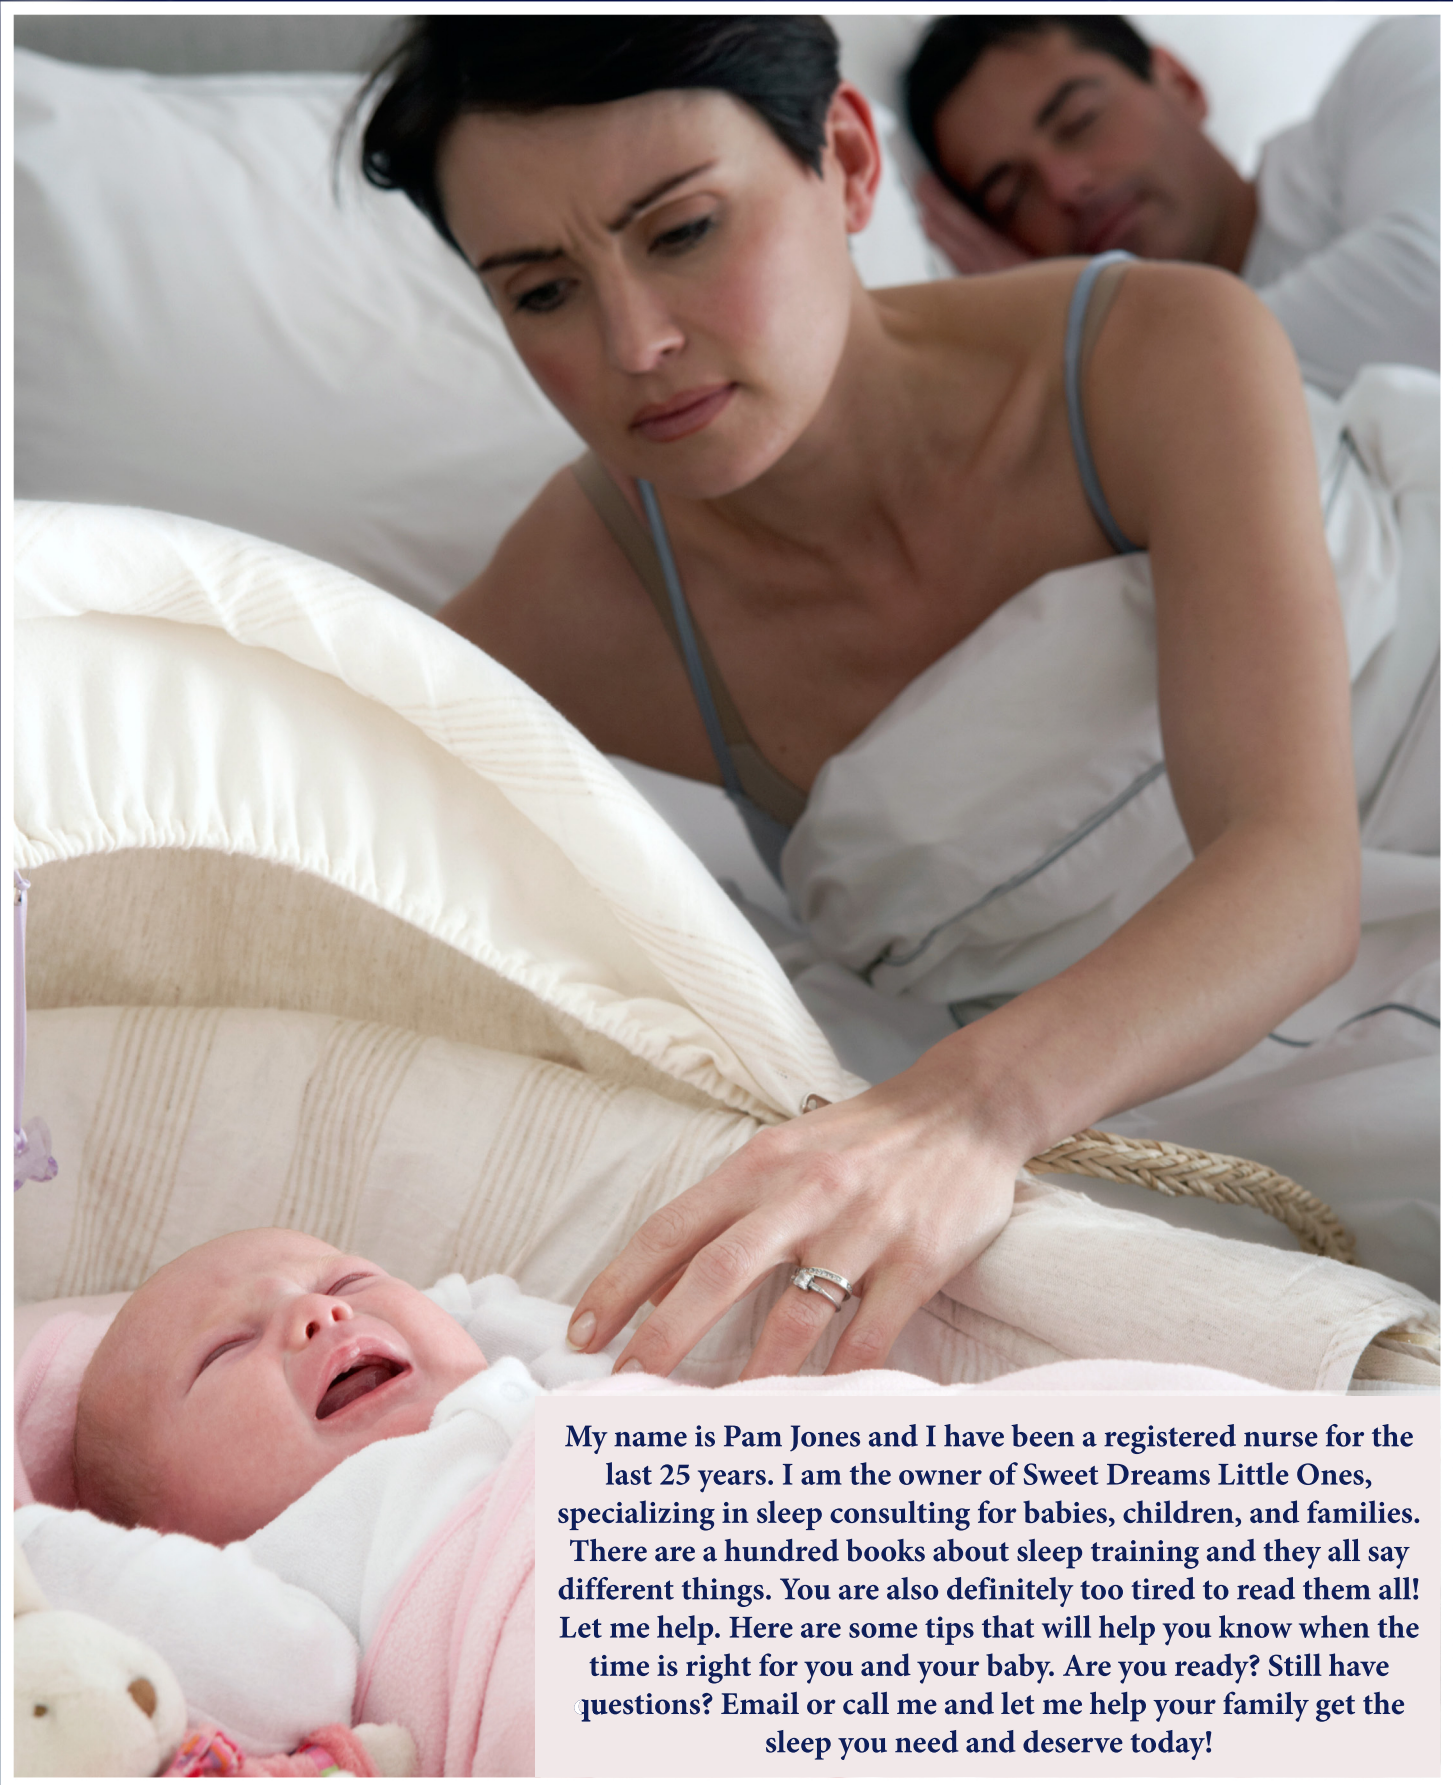 My name is Pam Jones and I have been a registered nurse for the
last 25 years. I am the owner of Sweet Dreams Little Ones,
specializing in sleep consulting for babies, children, and families.
There are a hundred books about sleep training and they all say
different things. You are also definitely too tired to read them all!
Let me help. Here are some tips that will help you know when the
time is right for you and your baby. Are you ready? Still have
questions? Email or call me and let me help your family get the
sleep you need and deserve today!